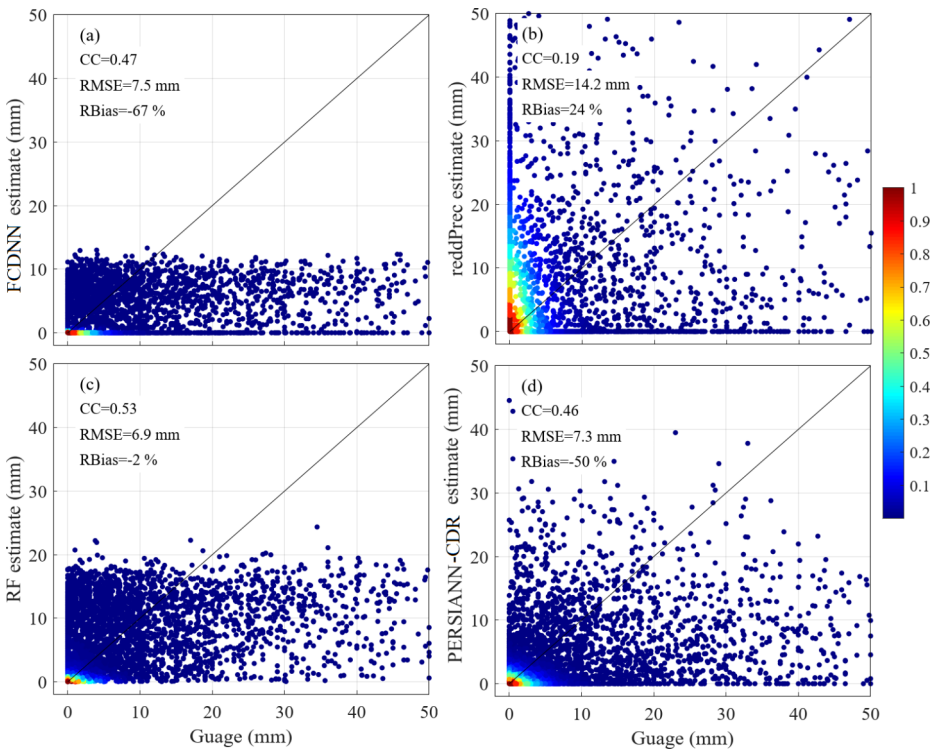 50
40
30
20
10
0
FCDNN estimate (mm)
(a)
CC=0.47
RMSE=7.5 mm
RBias=-67 %
50
40
30
20
10
0
reddPrec estimate (mm)
(b)
CC=0.19
RMSE=14.2 mm
RBias=24 %
50
40
30
20
10
0
RF estimate (mm)
(c)
CC=0.53
RMSE=6.9 mm
RBias=-2 %
0 10 20 30 40 50
Guage (mm)
50
40
30
20
10
0
PERSIANN-CDR estimate (mm)
(d)
CC=0.46
RMSE=7.3 mm
RBias=-50 %
0 10 20 30 40 50
Guage (mm)
1
0.9
0.8
0.7
0.6
0.5
0.4
0.3
0.2
0.1